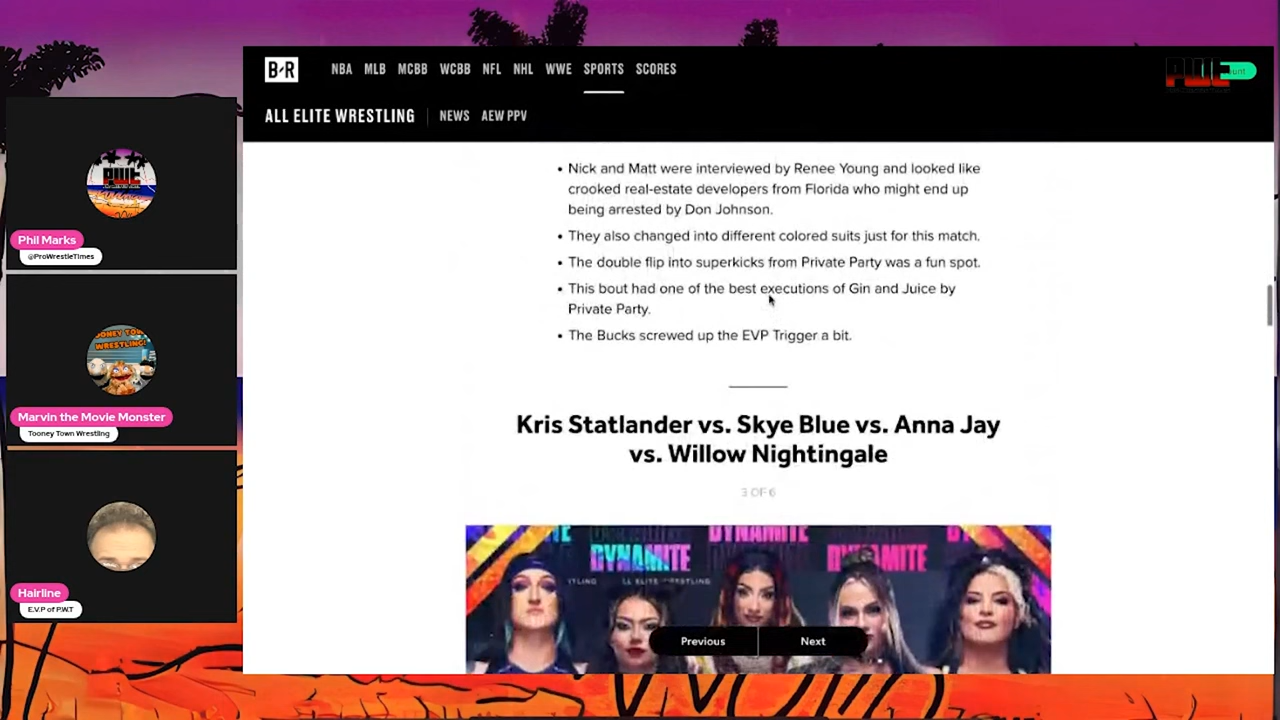 B/R
NBA MLB MCBB WCBB NFL NHL WWE SPORTS SCORES
PWT
ALL ELITE WRESTLING NEWS AEW PPV
• Nick and Matt were interviewed by Renee Young and looked like
crooked real-estate developers from Florida who might end up
being arrested by Don Johnson.
• They also changed into different colored suits just for this match.
• The double flip into superkicks from Private Party was a fun spot.
• This bout had one of the best executions of Gin and Juice by
Private Party.
• The Bucks screwed up the EVP Trigger a bit.
Kris Statlander vs. Skye Blue vs. Anna Jay
vs. Willow Nightingale
3 OF 6
DYNAMITE
DYNAMITE
Previous Next
PWT
Phil Marks
@ProWrestleTimes
TOONEY TOWN
WRESTLING!
Marvin the Movie Monster
Tooney Town Wrestling
Hairline
E.V.P of P.W.T